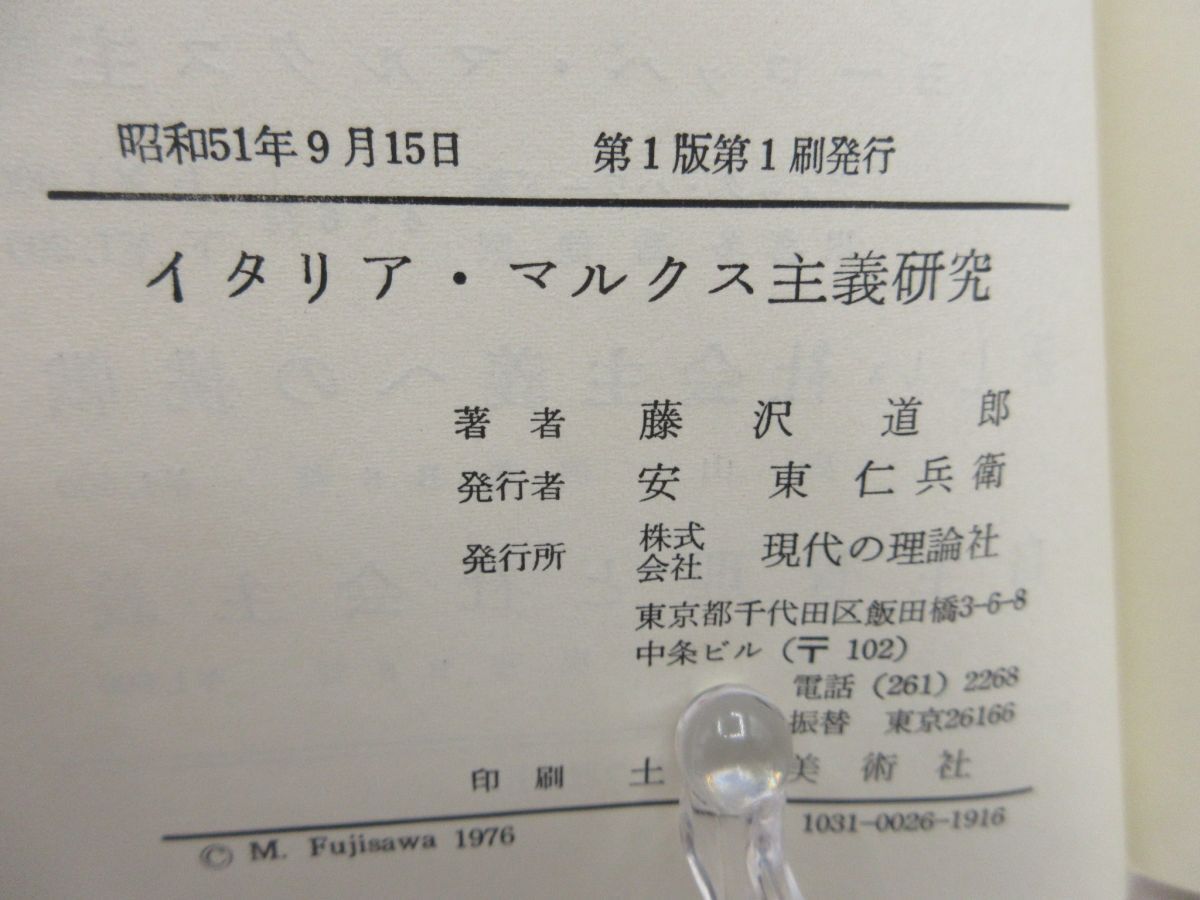 昭和51年9月15日 第1版第1刷発行
イタリア・マルクス主義研究
著者 藤沢道郎
発行者 安東仁兵衛
発行所 株式会社 現代の理論社
東京都千代田区飯田橋3-6-8
中条ビル (〒 102)
電話 (261) 2268
振替 東京26166
印刷 土 美術社
© M. Fujisawa 1976 1031-0026-1916